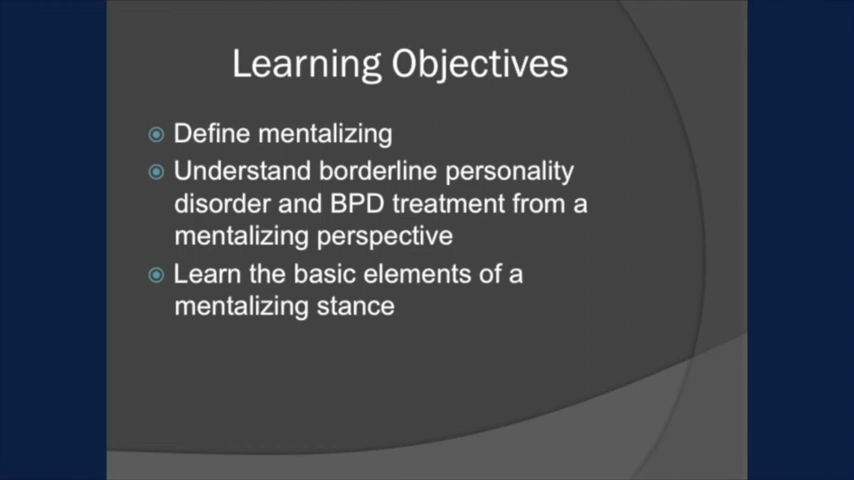 Learning Objectives
Define mentalizing
Understand borderline personality
disorder and BPD treatment from a
mentalizing perspective
Learn the basic elements of a
mentalizing stance